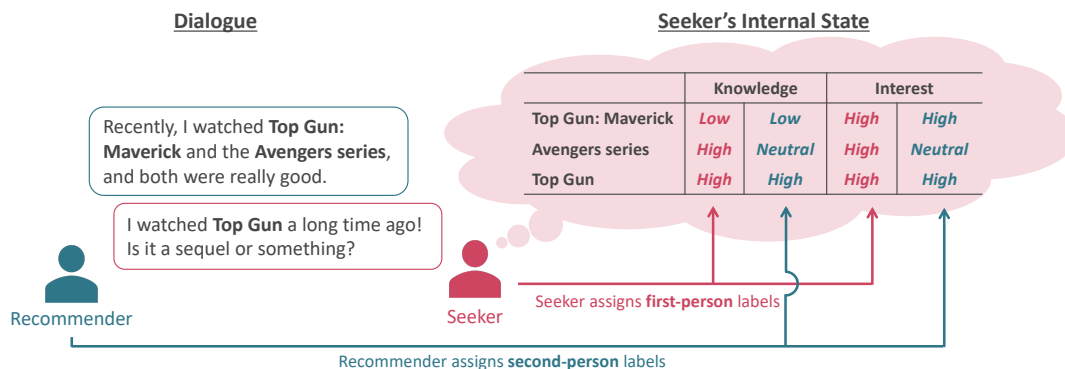 Dialogue
Seeker's Internal State
Recently, I watched Top Gun:
Maverick and the Avengers series,
and both were really good.
I watched Top Gun a long time ago!
Is it a sequel or something?
Recommender
Seeker
Knowledge Interest
Top Gun: Maverick Low Low High High
Avengers series High Neutral High Neutral
Top Gun High High High High
Seeker assigns first-person labels
Recommender assigns second-person labels